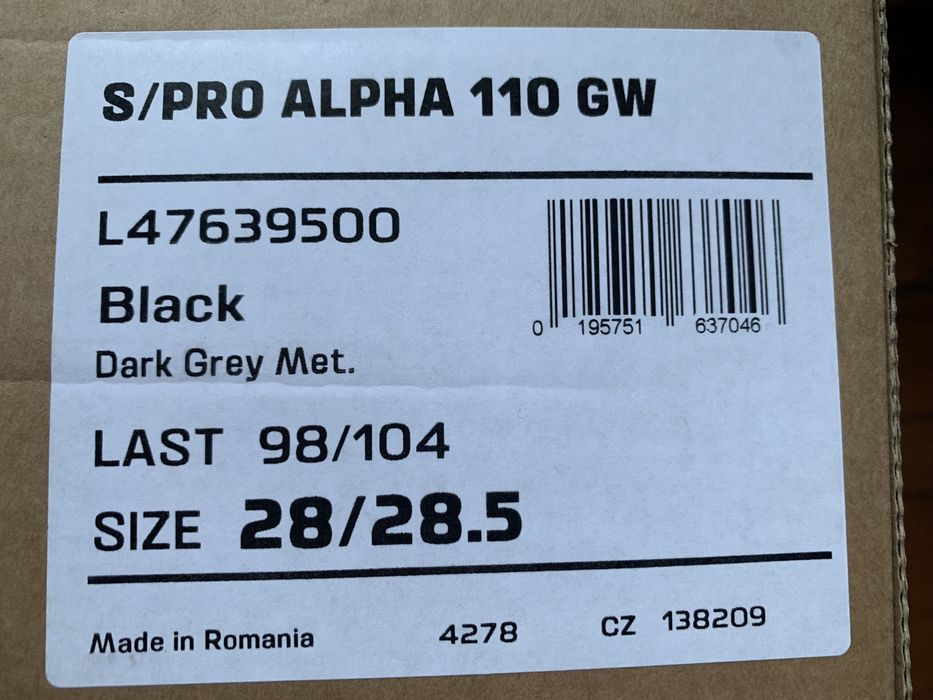 S/PRO ALPHA 110 GW
L47639500
Black
Dark Grey Met.
0 195751 637046
LAST 98/104
SIZE 28/28.5
Made in Romania 4278 CZ 138209